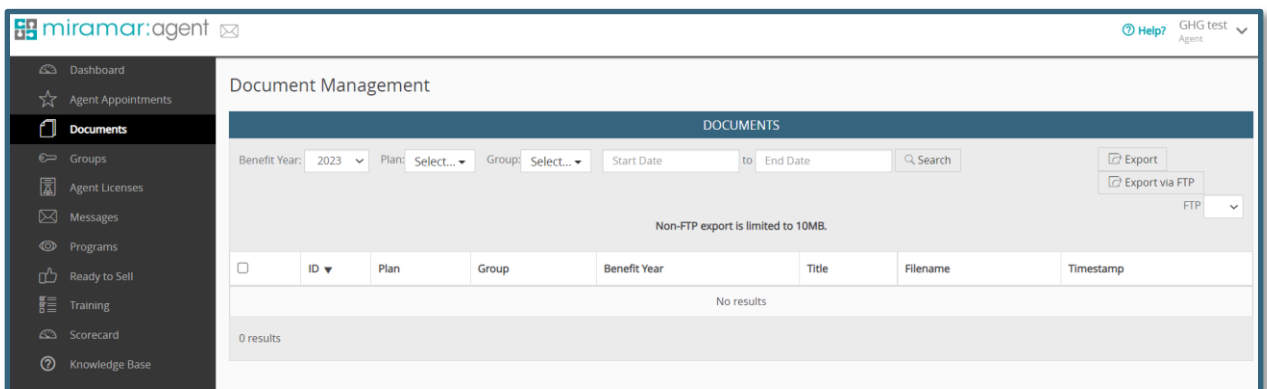 miramar:agent
Help?
GHG test
Agent
Dashboard
Agent Appointments
Documents
Groups
Agent Licenses
Messages
Programs
Ready to Sell
Training
Scorecard
Knowledge Base
Document Management
DOCUMENTS
Benefit Year: 2023 Plan: Select... Group: Select... Start Date to End Date Search
Export
Export via FTP
FTP
Non-FTP export is limited to 10MB.
ID Plan Group Benefit Year Title Filename Timestamp
No results
0 results